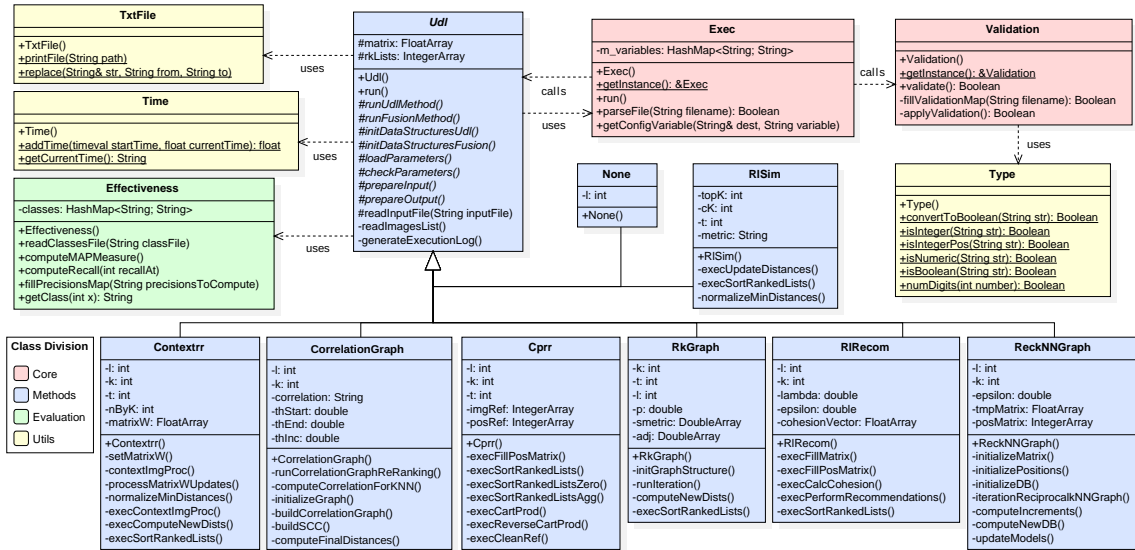 TxtFile
+TxtFile()
+printFile(String path)
+replace(String& str, String from, String to)
Time
+Time()
+addTime(timeval startTime, float currentTime): float
+getCurrentTime(): String
Effectiveness
-classes: HashMap<String; String>
+Effectiveness()
+readClassesFile(String classFile)
+computeMAPMeasure()
+computeRecall(int recallAt)
+fillPrecisionsMap(String precisionsToCompute)
+getClass(int x): String
uses
uses
uses
Udl
#matrix: FloatArray
#rkLists: IntegerArray
+Udl()
+run()
#runUdlMethod()
#runFusionMethod()
#initDataStructuresUdl()
#initDataStructuresFusion()
#loadParameters()
#checkParameters()
#prepareInput()
#prepareOutput()
#readInputFile(String inputFile)
-readImagesList()
-generateExecutionLog()
calls
uses
Exec
-m_variables: HashMap<String; String>
+Exec()
+getInstance(): &Exec
+run()
+parseFile(String filename): Boolean
+getConfigVariable(String& dest, String variable)
calls
Validation
+Validation()
+getInstance(): &Validation
+validate(): Boolean
-fillValidationMap(String filename): Boolean
-applyValidation(): Boolean
uses
None
-l: int
+None()
RlSim
-topK: int
-cK: int
-t: int
-metric: String
+RlSim()
-execUpdateDistances()
-execSortRankedLists()
-normalizeMinDistances()
Type
+Type()
+convertToBoolean(String str): Boolean
+isInteger(String str): Boolean
+isIntegerPos(String str): Boolean
+isNumeric(String str): Boolean
+isBoolean(String str): Boolean
+numDigits(int number): Boolean
Class Division
Core
Methods
Evaluation
Utils
Contextrr
-l: int
-k: int
-t: int
-nByK: int
-matrixW: FloatArray
+Contextrr()
-setMatrixW()
-contextImgProc()
-processMatrixWUpdates()
-normalizeMinDistances()
-execContextImgProc()
-execComputeNewDists()
-execSortRankedLists()
CorrelationGraph
-l: int
-k: int
-correlation: String
-thStart: double
-thEnd: double
-thInc: double
+CorrelationGraph()
-runCorrelationGraphReRanking()
-computeCorrelationForKNN()
-initializeGraph()
-buildCorrelationGraph()
-buildSCC()
-computeFinalDistances()
Cprr
-l: int
-k: int
-t: int
-imgRef: IntegerArray
-posRef: IntegerArray
+Cprr()
-execFillPosMatrix()
-execSortRankedLists()
-execSortRankedListsZero()
-execSortRankedListsAgg()
-execCartProd()
-execReverseCartProd()
-execCleanRef()
RkGraph
-k: int
-t: int
-l: int
-p: double
-smetric: DoubleArray
-adj: DoubleArray
+RkGraph()
-initGraphStructure()
-runIteration()
-computeNewDists()
-execSortRankedLists()
RlRecom
-l: int
-k: int
-lambda: double
-epsilon: double
-cohesionVector: FloatArray
+RlRecom()
-execFillMatrix()
-execFillPosMatrix()
-execCalcCohesion()
-execPerformRecommendations()
-execSortRankedLists()
ReckNNGraph
-l: int
-k: int
-epsilon: double
-tmpMatrix: FloatArray
-posMatrix: IntegerArray
+ReckNNGraph()
-initializeMatrix()
-initializePositions()
-initializeDB()
-iterationReciprocalkNNGraph()
-computeIncrements()
-computeNewDB()
-updateModels()